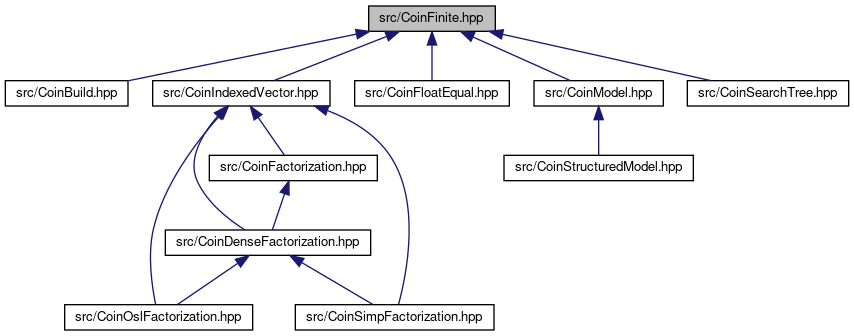 src/CoinFinite.hpp
src/CoinBuild.hpp
src/CoinIndexedVector.hpp
src/CoinFloatEqual.hpp
src/CoinModel.hpp
src/CoinSearchTree.hpp
src/CoinFactorization.hpp
src/CoinStructuredModel.hpp
src/CoinDenseFactorization.hpp
src/CoinOslFactorization.hpp
src/CoinSimpFactorization.hpp